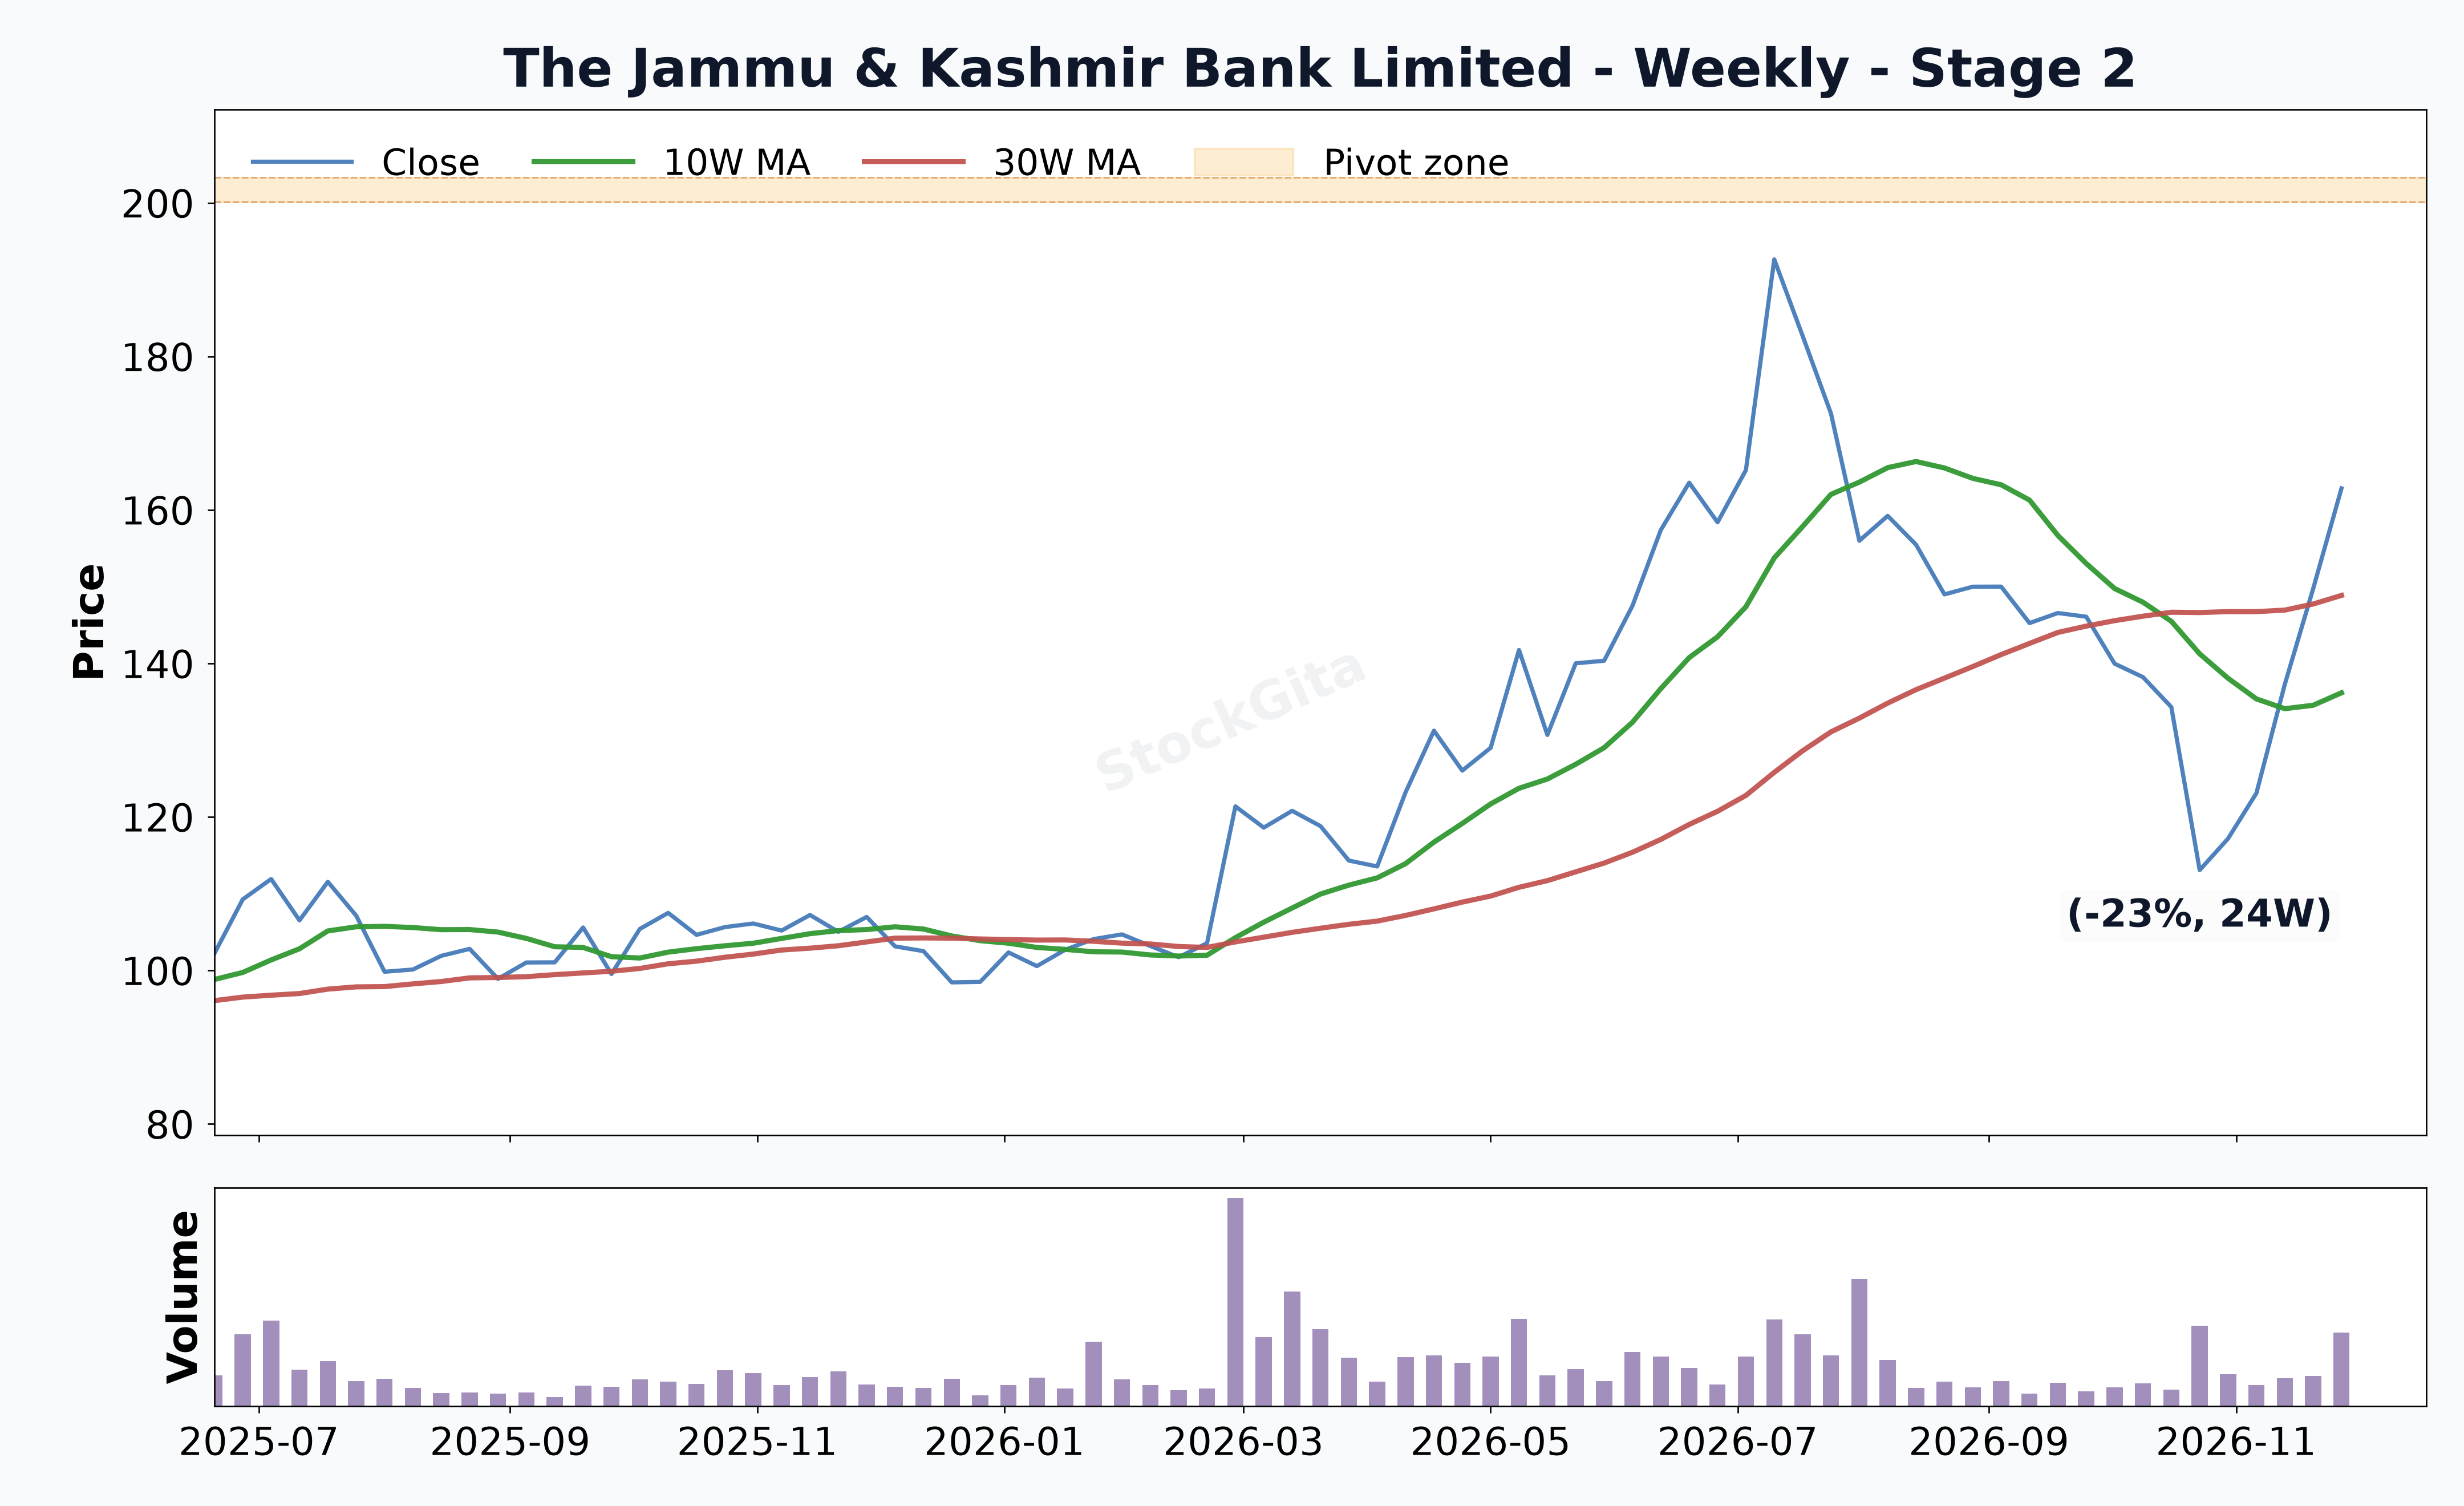 The Jammu & Kashmir Bank Limited - Weekly - Stage 2
Close 10W MA 30W MA Pivot zone
200
180
160
140
120
100
80
Price
StockGita
(-23%, 24W)
Volume
2025-07 2025-09 2025-11 2026-01 2026-03 2026-05 2026-07 2026-09 2026-11